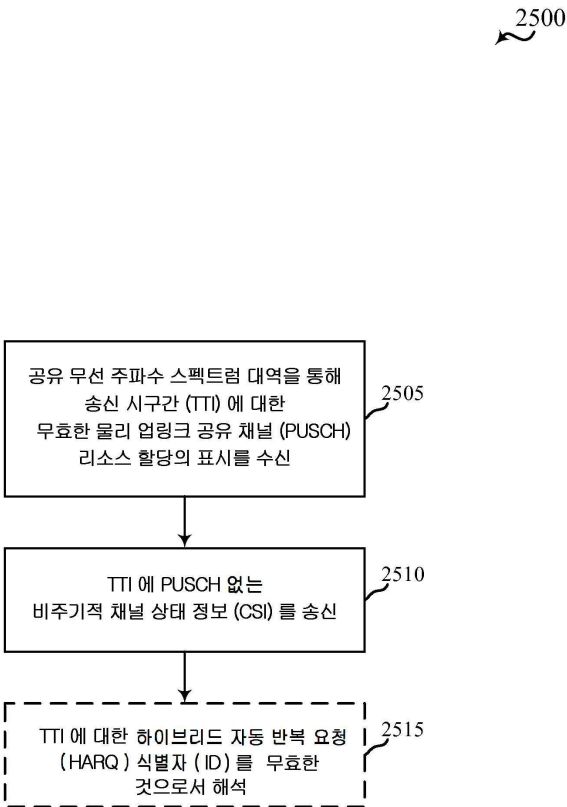 2500
공유 무선 주파수 스펙트럼 대역을 통해
송신 시구간 (TTI) 에 대한
무효한 물리 업링크 공유 채널 (PUSCH)
리소스 할당의 표시를 수신
2505
TTI 에 PUSCH 없는
비주기적 채널 상태 정보 (CSI) 를 송신
2510
TTI 에 대한 하이브리드 자동 반복 요청
(HARQ) 식별자 (ID) 를 무효한
것으로서 해석
2515